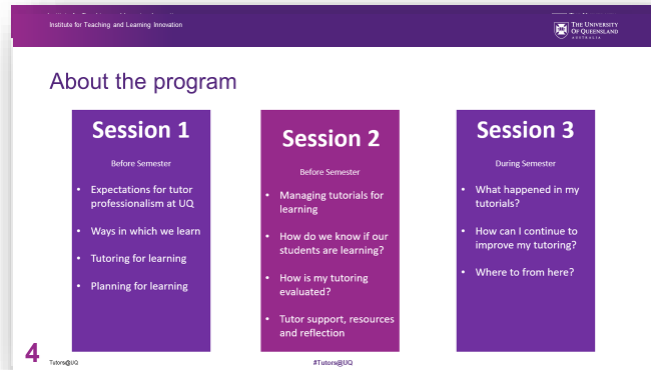 Institute for Teaching and Learning Innovation
THE UNIVERSITY
OF QUEENSLAND
AUSTRALIA
About the program
Session 1
Before Semester
• Expectations for tutor
professionalism at UQ
• Ways in which we learn
• Tutoring for learning
• Planning for learning
Session 2
Before Semester
• Managing tutorials for
learning
• How do we know if our
students are learning?
• How is my tutoring
evaluated?
• Tutor support, resources
and reflection
Session 3
During Semester
• What happened in my
tutorials?
• How can I continue to
improve my tutoring?
• Where to from here?
4
Tutors@UQ
#Tutors@UQ